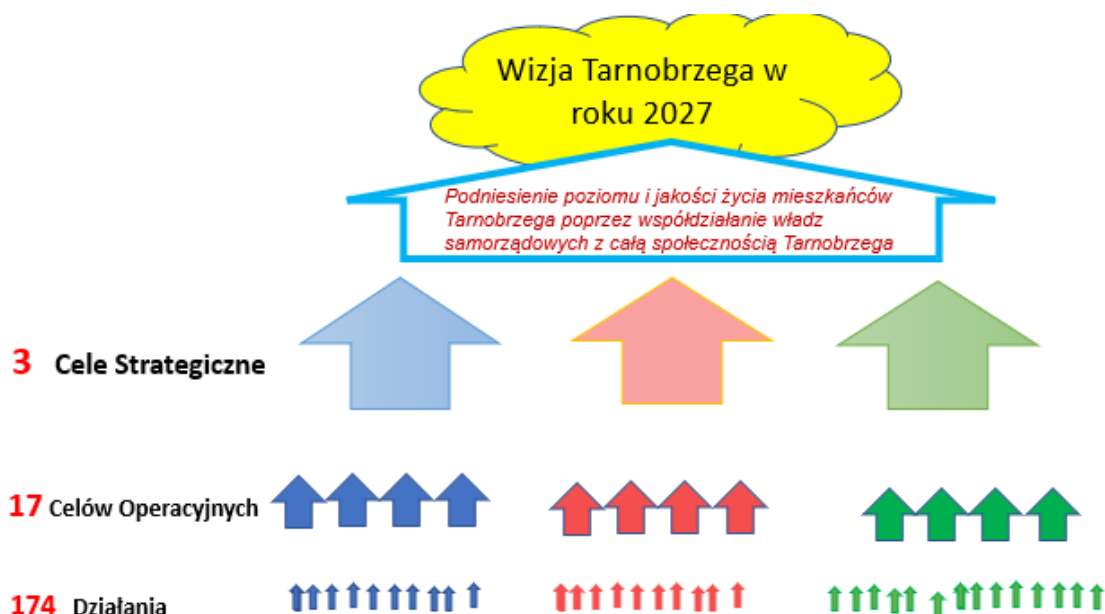 Wizja Tarnobrzega w
roku 2027
Podniesienie poziomu i jakości życia mieszkańców
Tarnobrzega poprzez współdziałanie władz
samorządowych z całą społecznością Tarnobrzega
3 Cele Strategiczne
17 Celów Operacyjnych
174 Działania